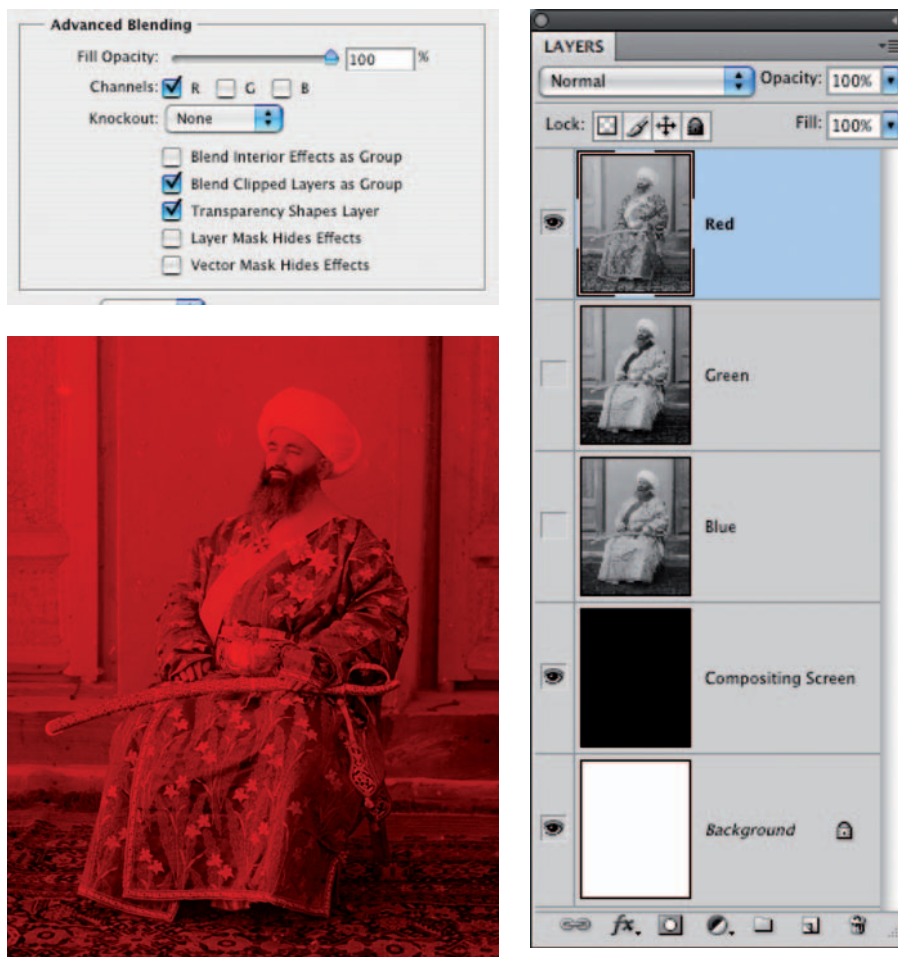 Advanced Blending
Fill Opacity: 100 %
Channels: R G B
Knockout: None
Blend Interior Effects as Group
Blend Clipped Layers as Group
Transparency Shapes Layer
Layer Mask Hides Effects
Vector Mask Hides Effects
LAYERS
Normal Opacity: 100%
Lock: Fill: 100%
Red
Green
Blue
Compositing Screen
Background
fx.